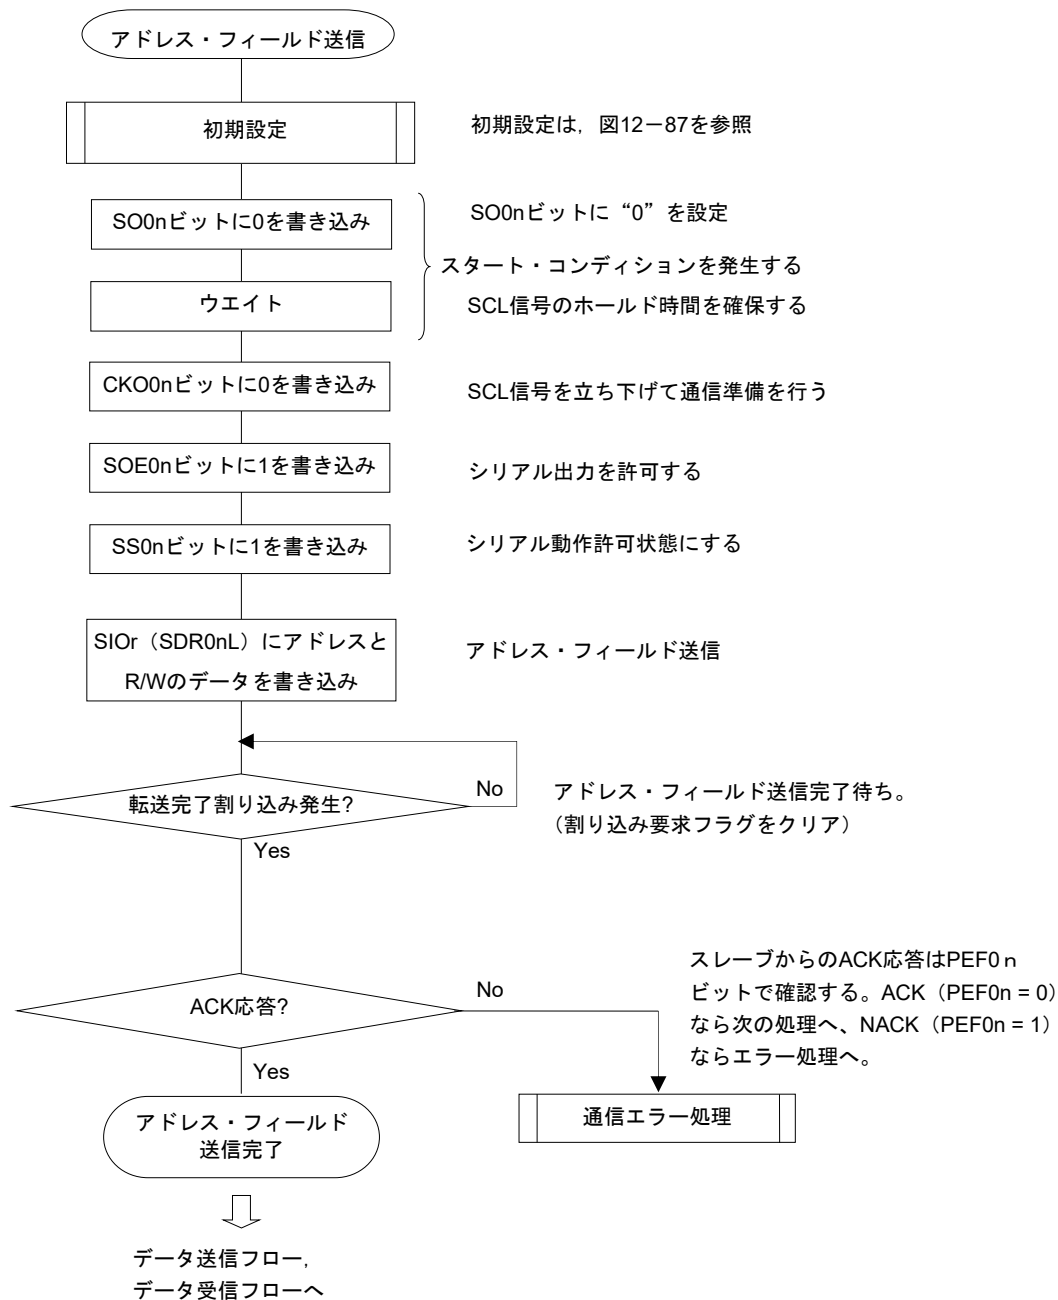 アドレス・フィールド送信
初期設定
初期設定は，図12－87を参照
SO0nビットに0を書き込み
SO0nビットに“0”を設定
スタート・コンディションを発生する
ウエイト
SCL信号のホールド時間を確保する
CKO0nビットに0を書き込み
SCL信号を立ち下げて通信準備を行う
SOE0nビットに1を書き込み
シリアル出力を許可する
SS0nビットに1を書き込み
シリアル動作許可状態にする
SIOr（SDR0nL）にアドレスと
R/Wのデータを書き込み
アドレス・フィールド送信
転送完了割り込み発生?
No
アドレス・フィールド送信完了待ち。
（割り込み要求フラグをクリア）
Yes
ACK応答?
No
スレーブからのACK応答はPEF0ｎ
ビットで確認する。ACK（PEF0n = 0）
なら次の処理へ、NACK（PEF0n = 1）
ならエラー処理へ。
Yes
通信エラー処理
アドレス・フィールド
送信完了
データ送信フロー，
データ受信フローへ